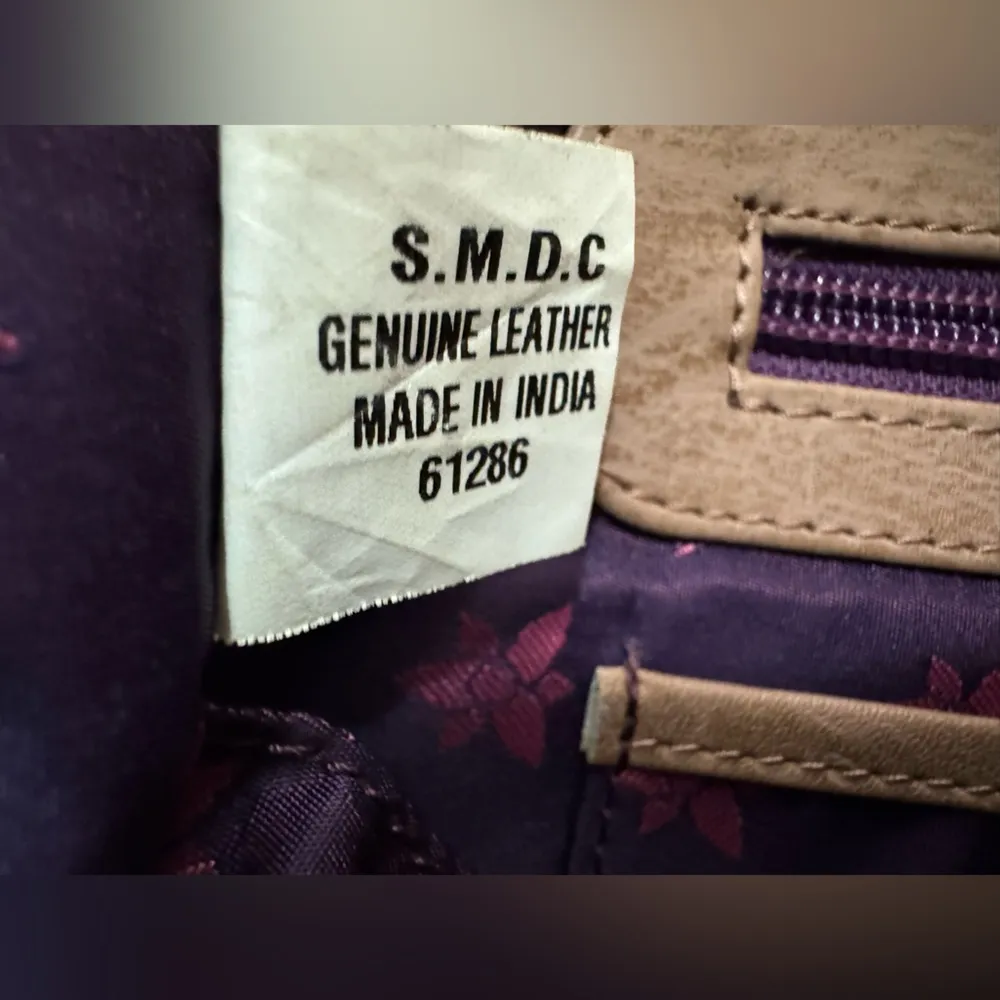 S.M.D.C
GENUINE LEATHER
MADE IN INDIA
61286